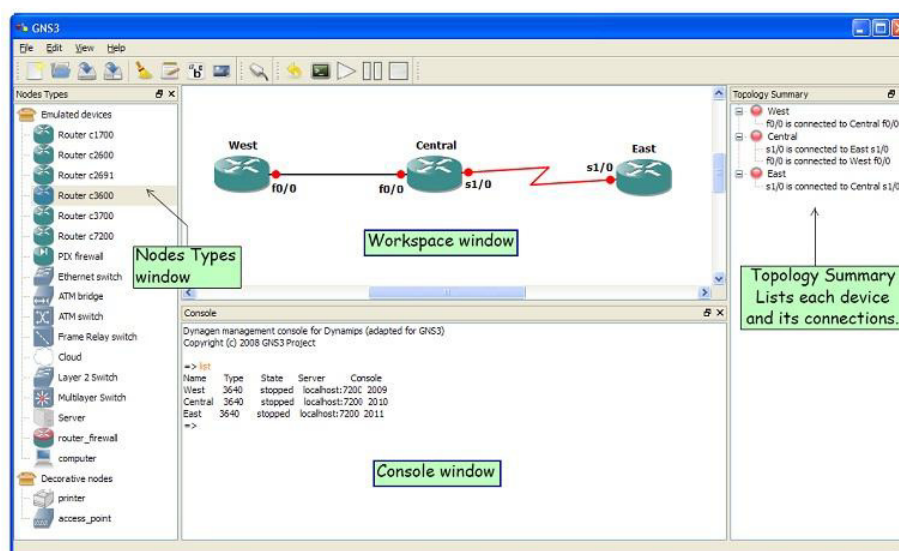 GNS3
File Edit View Help
Nodes Types
Emulated devices
Router c1700
Router c2600
Router c2691
Router c3600
Router c3700
Router c7200
PIX firewall
Ethernet switch
ATM bridge
ATM switch
Frame Relay switch
Cloud
Layer 2 Switch
Multilayer Switch
Server
router_firewall
computer
Decorative nodes
printer
access_point
Nodes Types
window
West
f0/0
Central
f0/0
s1/0
East
s1/0
Workspace window
Console
Dynagen management console for Dynamips (adapted for GNS3)
Copyright (c) 2008 GNS3 Project
=> list
Name Type State Server Console
West 3640 stopped localhost:7200 2009
Central 3640 stopped localhost:7200 2010
East 3640 stopped localhost:7200 2011
=>
Console window
Topology Summary
West
f0/0 is connected to Central f0/0
Central
s1/0 is connected to East s1/0
f0/0 is connected to West f0/0
East
s1/0 is connected to Central s1/0
Topology Summary
Lists each device
and its connections.